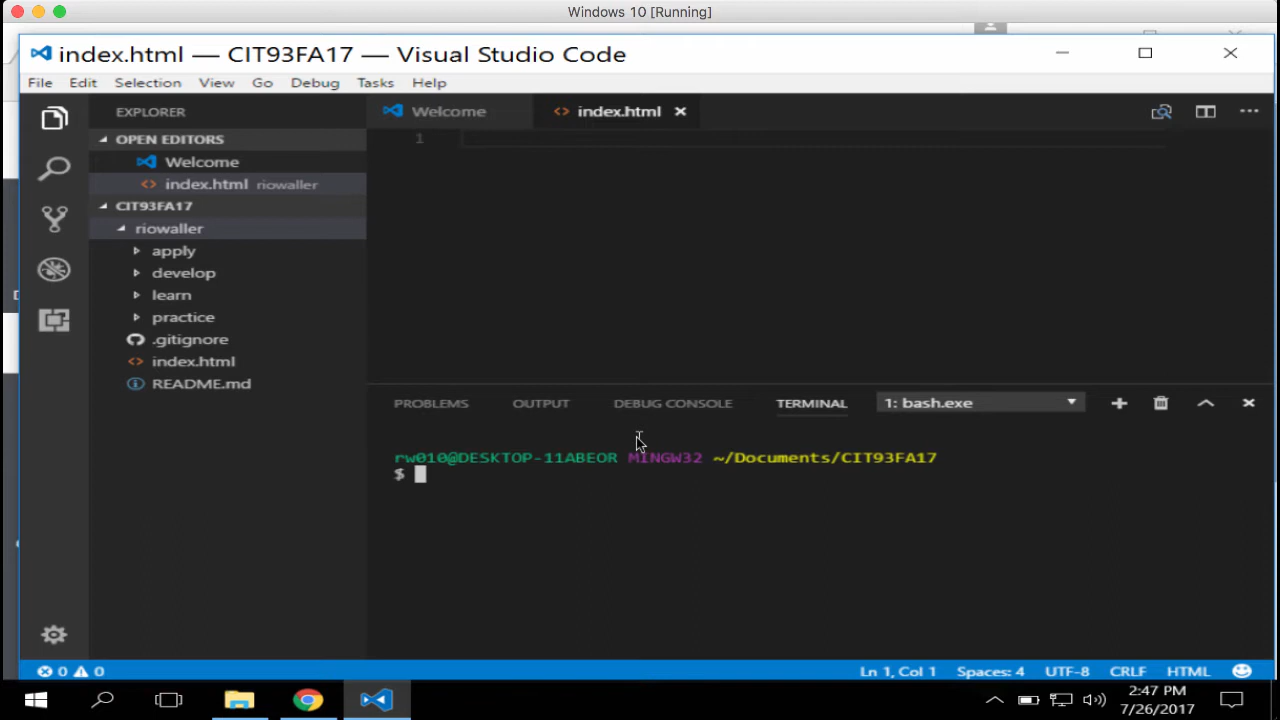 Windows 10 [Running]
index.html — CIT93FA17 — Visual Studio Code
File Edit Selection View Go Debug Tasks Help
EXPLORER
Welcome index.html
OPEN EDITORS
1
Welcome
index.html riowaller
CIT93FA17
riowaller
apply
develop
learn
practice
.gitignore
index.html
README.md
PROBLEMS OUTPUT DEBUG CONSOLE TERMINAL 1: bash.exe
rw010@DESKTOP-11ABEOR MINGW32 ~/Documents/CIT93FA17
$
0 0 Ln 1, Col 1 Spaces: 4 UTF-8 CRLF HTML
2:47 PM
7/26/2017